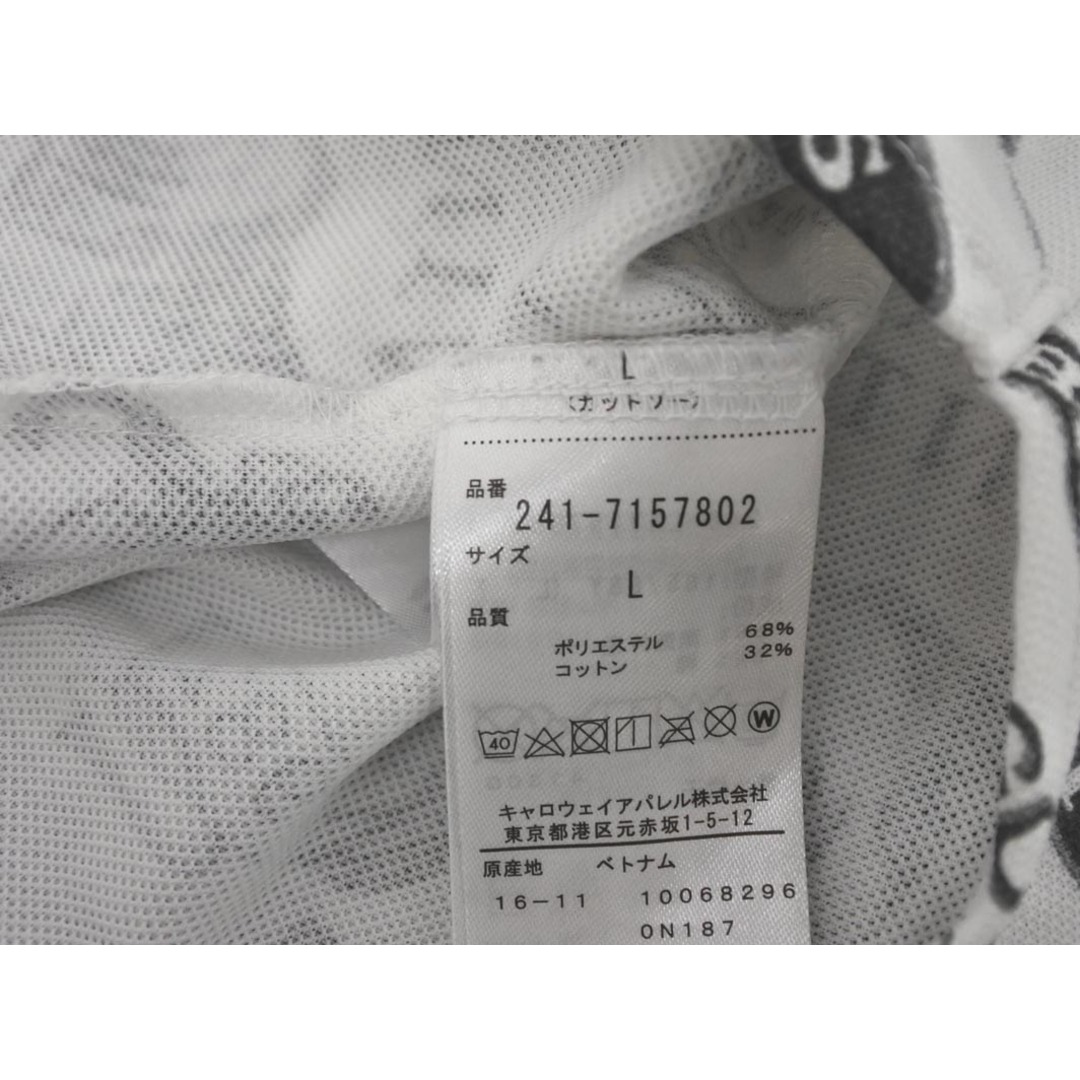 L
(カットソー)
品番
241-7157802
サイズ
L
品質
ポリエステル 68%
コットン 32%
40
W
キャロウェイアパレル株式会社
東京都港区元赤坂1-5-12
原産地 ベトナム
16-11 10068296
0N187